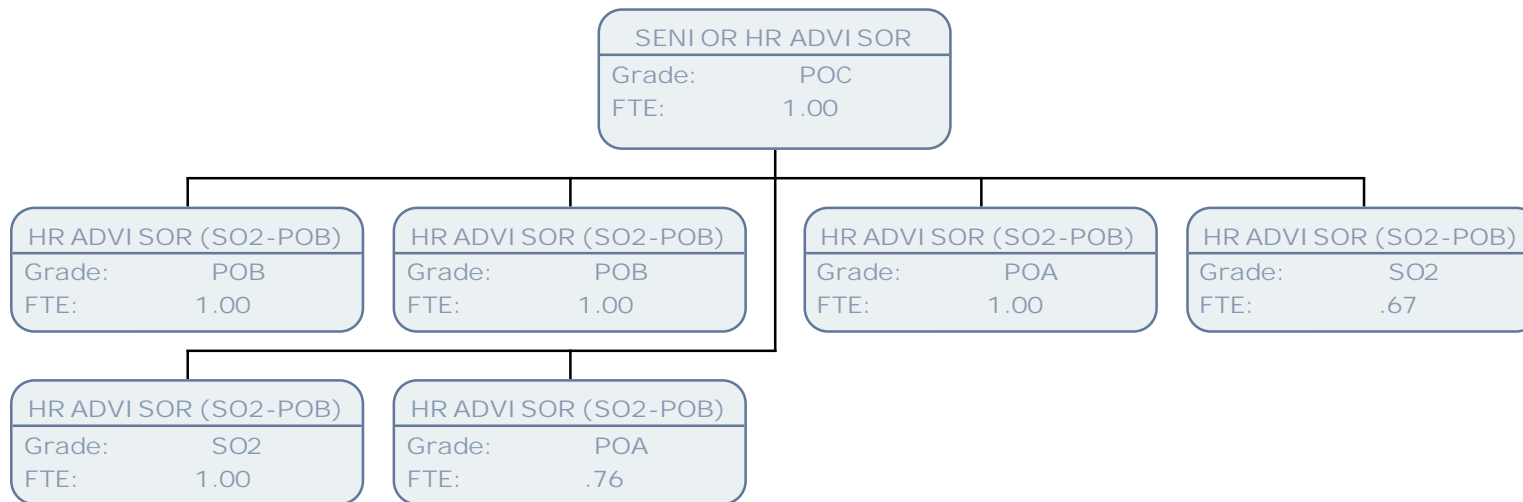 SENIOR HR ADVISOR
Grade: POC
FTE: 1.00
HR ADVISOR (SO2-POB)
Grade: POB
FTE: 1.00
HR ADVISOR (SO2-POB)
Grade: POB
FTE: 1.00
HR ADVISOR (SO2-POB)
Grade: POA
FTE: 1.00
HR ADVISOR (SO2-POB)
Grade: SO2
FTE: .67
HR ADVISOR (SO2-POB)
Grade: SO2
FTE: 1.00
HR ADVISOR (SO2-POB)
Grade: POA
FTE: .76